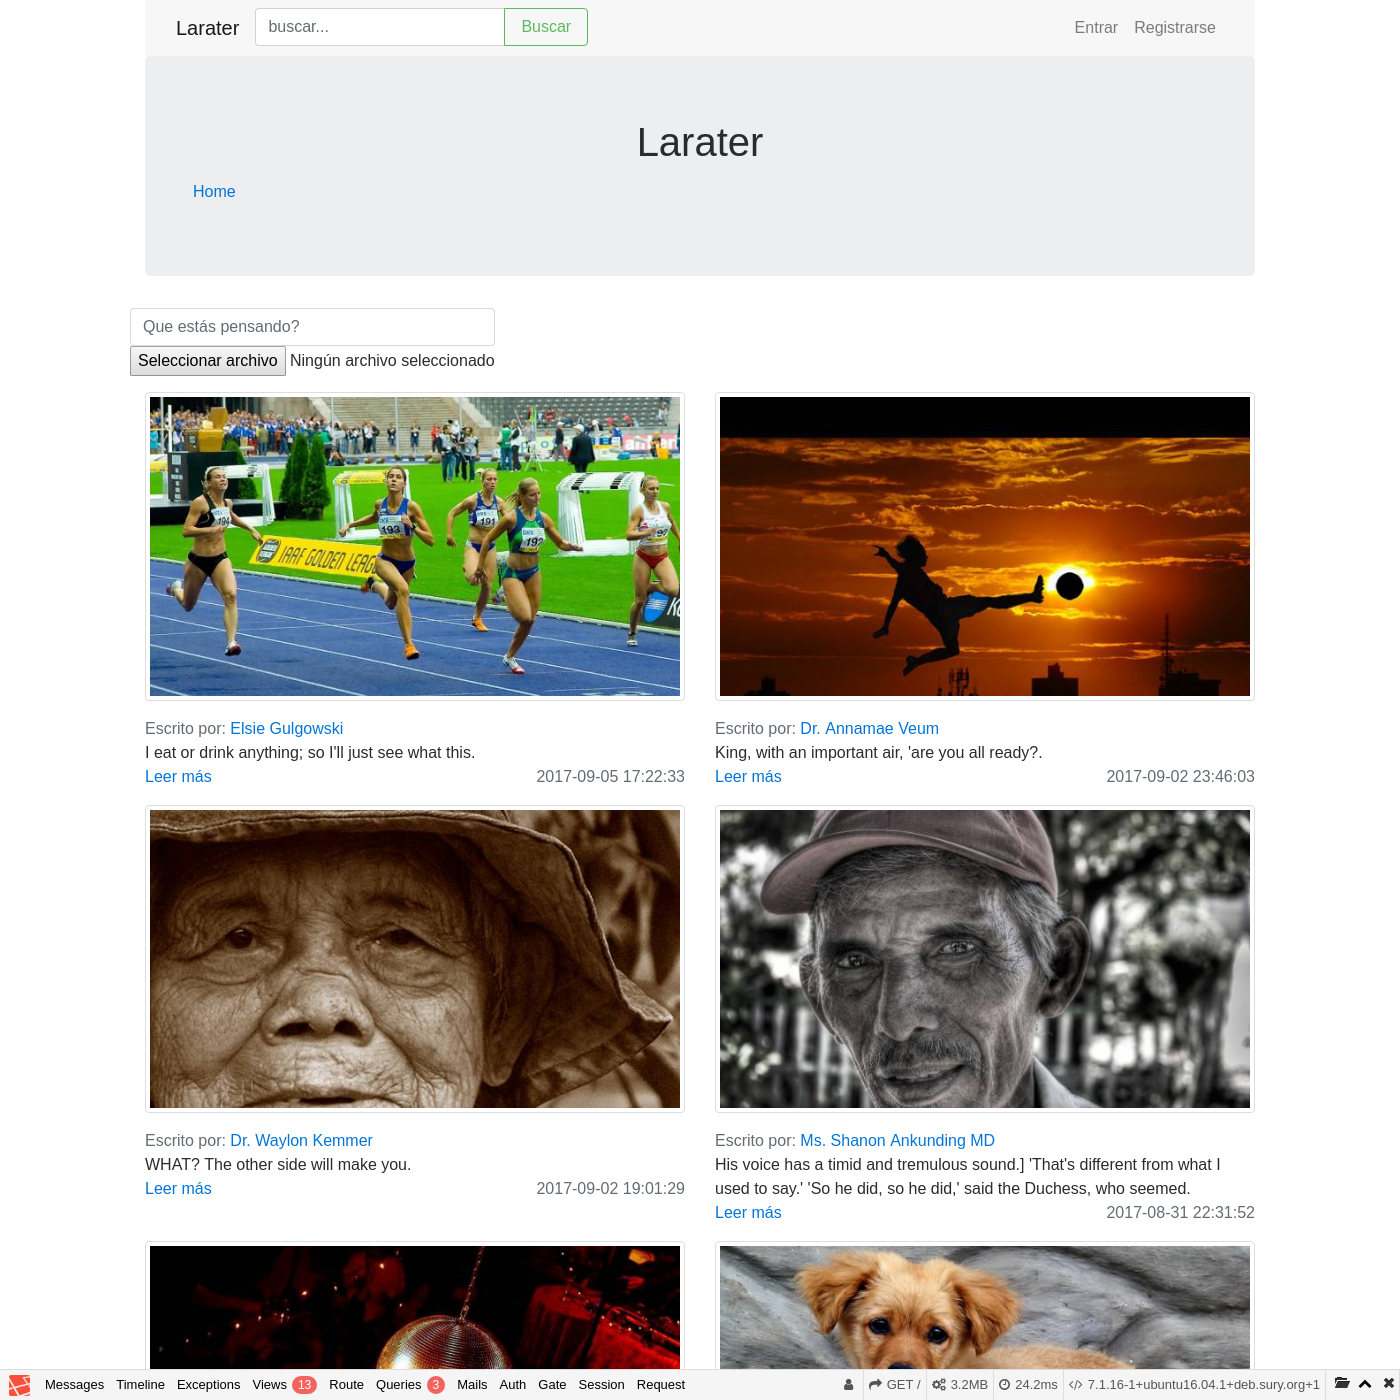 Larater buscar... Buscar Entrar Registrarse
Larater
Home
Que estás pensando?
Seleccionar archivo Ningún archivo seleccionado
194
193
191
192
IAAF GOLDEN LEAG
Escrito por: Elsie Gulgowski
I eat or drink anything; so I'll just see what this.
Leer más 2017-09-05 17:22:33
Escrito por: Dr. Annamae Veum
King, with an important air, 'are you all ready?.
Leer más 2017-09-02 23:46:03
Escrito por: Dr. Waylon Kemmer
WHAT? The other side will make you.
Leer más 2017-09-02 19:01:29
Escrito por: Ms. Shanon Ankunding MD
His voice has a timid and tremulous sound.] 'That's different from what I
used to say.' 'So he did, so he did,' said the Duchess, who seemed.
Leer más 2017-08-31 22:31:52
Messages Timeline Exceptions Views 13 Route Queries 3 Mails Auth Gate Session Request GET / 3.2MB 24.2ms 7.1.16-1+ubuntu16.04.1+deb.sury.org+1